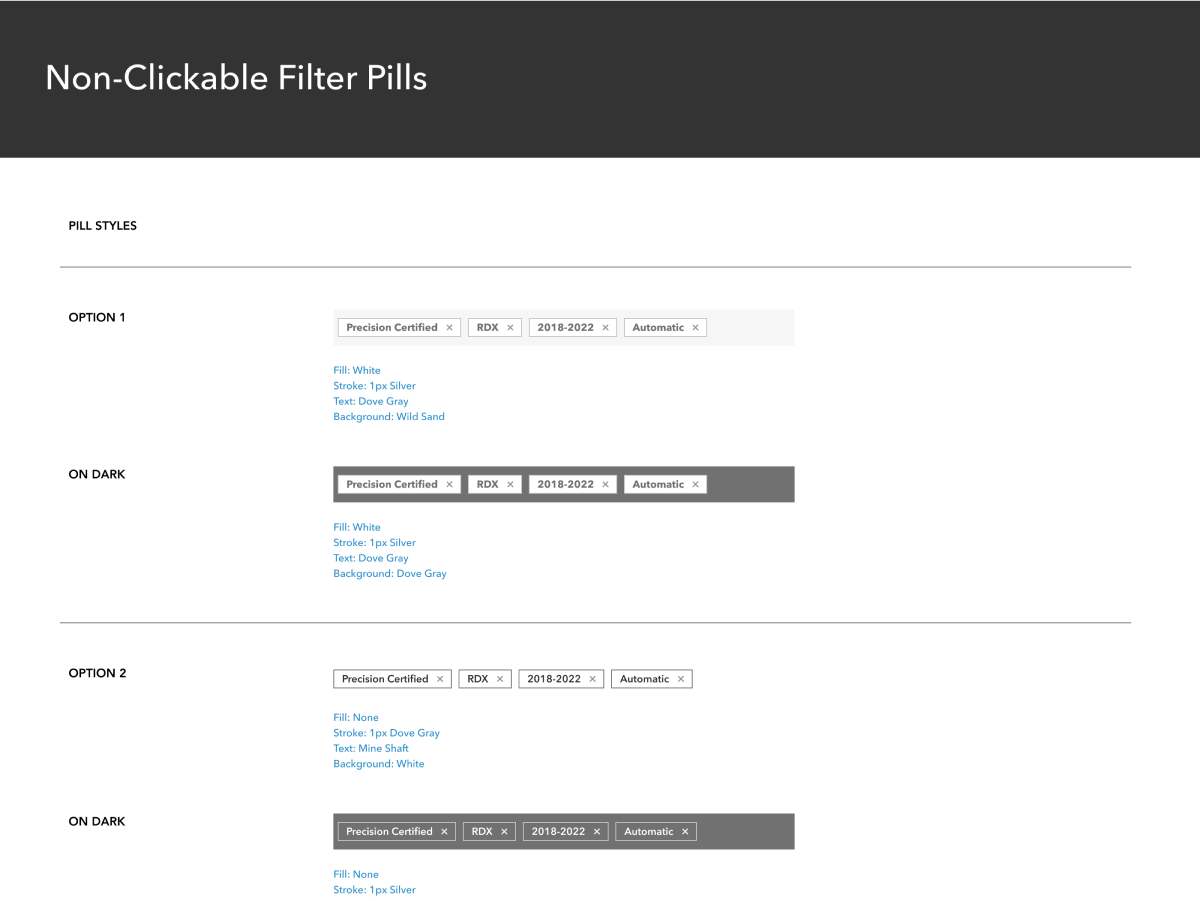 Non-Clickable Filter Pills
PILL STYLES
OPTION 1
Precision Certified × RDX × 2018-2022 × Automatic ×
Fill: White
Stroke: 1px Silver
Text: Dove Gray
Background: Wild Sand
ON DARK
Precision Certified × RDX × 2018-2022 × Automatic ×
Fill: White
Stroke: 1px Silver
Text: Dove Gray
Background: Dove Gray
OPTION 2
Precision Certified × RDX × 2018-2022 × Automatic ×
Fill: None
Stroke: 1px Dove Gray
Text: Mine Shaft
Background: White
ON DARK
Precision Certified × RDX × 2018-2022 × Automatic ×
Fill: None
Stroke: 1px Silver